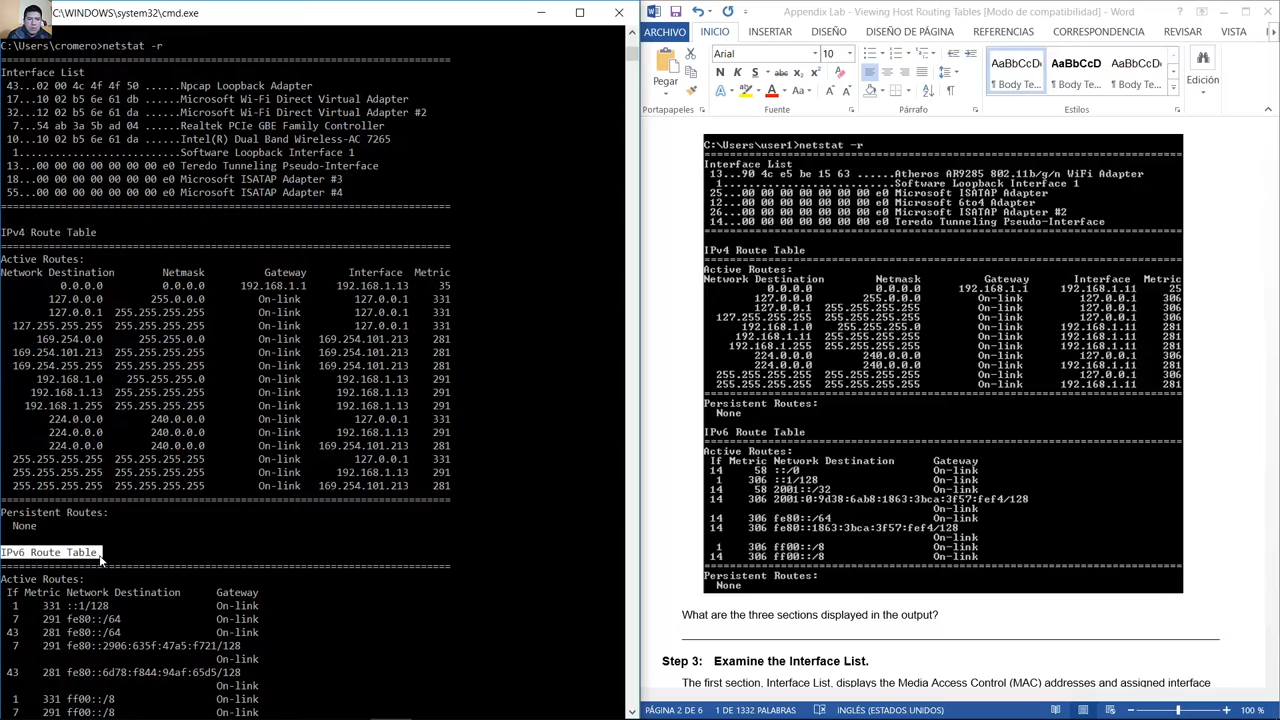 C:\WINDOWS\system32\cmd.exe
C:\Users\cromero>netstat -r
===========================================================================
Interface List
43...02 00 4c 4f 4f 50 ......Npcap Loopback Adapter
17...10 02 b5 6e 61 db ......Microsoft Wi-Fi Direct Virtual Adapter
32...12 02 b5 6e 61 da ......Microsoft Wi-Fi Direct Virtual Adapter #2
7...54 ab 3a 5b ad 04 ......Realtek PCIe GBE Family Controller
10...10 02 b5 6e 61 da ......Intel(R) Dual Band Wireless-AC 7265
1...........................Software Loopback Interface 1
13...00 00 00 00 00 00 00 e0 Teredo Tunneling Pseudo-Interface
18...00 00 00 00 00 00 00 e0 Microsoft ISATAP Adapter #3
55...00 00 00 00 00 00 00 e0 Microsoft ISATAP Adapter #4
===========================================================================
IPv4 Route Table
===========================================================================
Active Routes:
Network Destination Netmask Gateway Interface Metric
0.0.0.0 0.0.0.0 192.168.1.1 192.168.1.13 35
127.0.0.0 255.0.0.0 On-link 127.0.0.1 331
127.0.0.1 255.255.255.255 On-link 127.0.0.1 331
127.255.255.255 255.255.255.255 On-link 127.0.0.1 331
169.254.0.0 255.255.0.0 On-link 169.254.101.213 281
169.254.101.213 255.255.255.255 On-link 169.254.101.213 281
169.254.255.255 255.255.255.255 On-link 169.254.101.213 281
192.168.1.0 255.255.255.0 On-link 192.168.1.13 291
192.168.1.13 255.255.255.255 On-link 192.168.1.13 291
192.168.1.255 255.255.255.255 On-link 192.168.1.13 291
224.0.0.0 240.0.0.0 On-link 127.0.0.1 331
224.0.0.0 240.0.0.0 On-link 192.168.1.13 291
224.0.0.0 240.0.0.0 On-link 169.254.101.213 281
255.255.255.255 255.255.255.255 On-link 127.0.0.1 331
255.255.255.255 255.255.255.255 On-link 192.168.1.13 291
255.255.255.255 255.255.255.255 On-link 169.254.101.213 281
===========================================================================
Persistent Routes:
None
IPv6 Route Table
===========================================================================
Active Routes:
If Metric Network Destination Gateway
1 331 ::1/128 On-link
7 291 fe80::/64 On-link
43 281 fe80::/64 On-link
7 291 fe80::2906:635f:47a5:f721/128
On-link
43 281 fe80::6d78:f844:94af:65d5/128
On-link
1 331 ff00::/8 On-link
7 291 ff00::/8 On-link
Appendix Lab - Viewing Host Routing Tables [Modo de compatibilidad] - Word
ARCHIVO INICIO INSERTAR DISEÑO DISEÑO DE PÁGINA REFERENCIAS CORRESPONDENCIA REVISAR VISTA
Pegar
Arial 10
N K S abc x₂ x²
AaBbCcDc AaBbCcD AaBbCcDc
¶ Body Te... ¶ Body Te... ¶ Body Te...
Edición
Portapapeles Fuente Párrafo Estilos
C:\Users\user1>netstat -r
===========================================================================
Interface List
13...90 4c e5 be 15 63 ......Atheros AR9285 802.11b/g/n WiFi Adapter
1...........................Software Loopback Interface 1
25...00 00 00 00 00 00 00 e0 Microsoft ISATAP Adapter
12...00 00 00 00 00 00 00 e0 Microsoft 6to4 Adapter
26...00 00 00 00 00 00 00 e0 Microsoft ISATAP Adapter #2
14...00 00 00 00 00 00 00 e0 Teredo Tunneling Pseudo-Interface
===========================================================================
IPv4 Route Table
===========================================================================
Active Routes:
Network Destination Netmask Gateway Interface Metric
0.0.0.0 0.0.0.0 192.168.1.1 192.168.1.11 25
127.0.0.0 255.0.0.0 On-link 127.0.0.1 306
127.0.0.1 255.255.255.255 On-link 127.0.0.1 306
127.255.255.255 255.255.255.255 On-link 127.0.0.1 306
192.168.1.0 255.255.255.0 On-link 192.168.1.11 281
192.168.1.11 255.255.255.255 On-link 192.168.1.11 281
192.168.1.255 255.255.255.255 On-link 192.168.1.11 281
224.0.0.0 240.0.0.0 On-link 127.0.0.1 306
224.0.0.0 240.0.0.0 On-link 192.168.1.11 281
255.255.255.255 255.255.255.255 On-link 127.0.0.1 306
255.255.255.255 255.255.255.255 On-link 192.168.1.11 281
===========================================================================
Persistent Routes:
None
IPv6 Route Table
===========================================================================
Active Routes:
If Metric Network Destination Gateway
14 58 ::/0 On-link
1 306 ::1/128 On-link
14 58 2001::/32 On-link
14 306 2001:0:9d38:6ab8:1863:3bca:3f57:fef4/128
On-link
14 306 fe80::/64 On-link
14 306 fe80::1863:3bca:3f57:fef4/128
On-link
1 306 ff00::/8 On-link
14 306 ff00::/8 On-link
===========================================================================
Persistent Routes:
None
What are the three sections displayed in the output?
Step 3: Examine the Interface List.
The first section, Interface List, displays the Media Access Control (MAC) addresses and assigned interface
PÁGINA 2 DE 6 1 DE 1332 PALABRAS INGLÉS (ESTADOS UNIDOS) 100 %